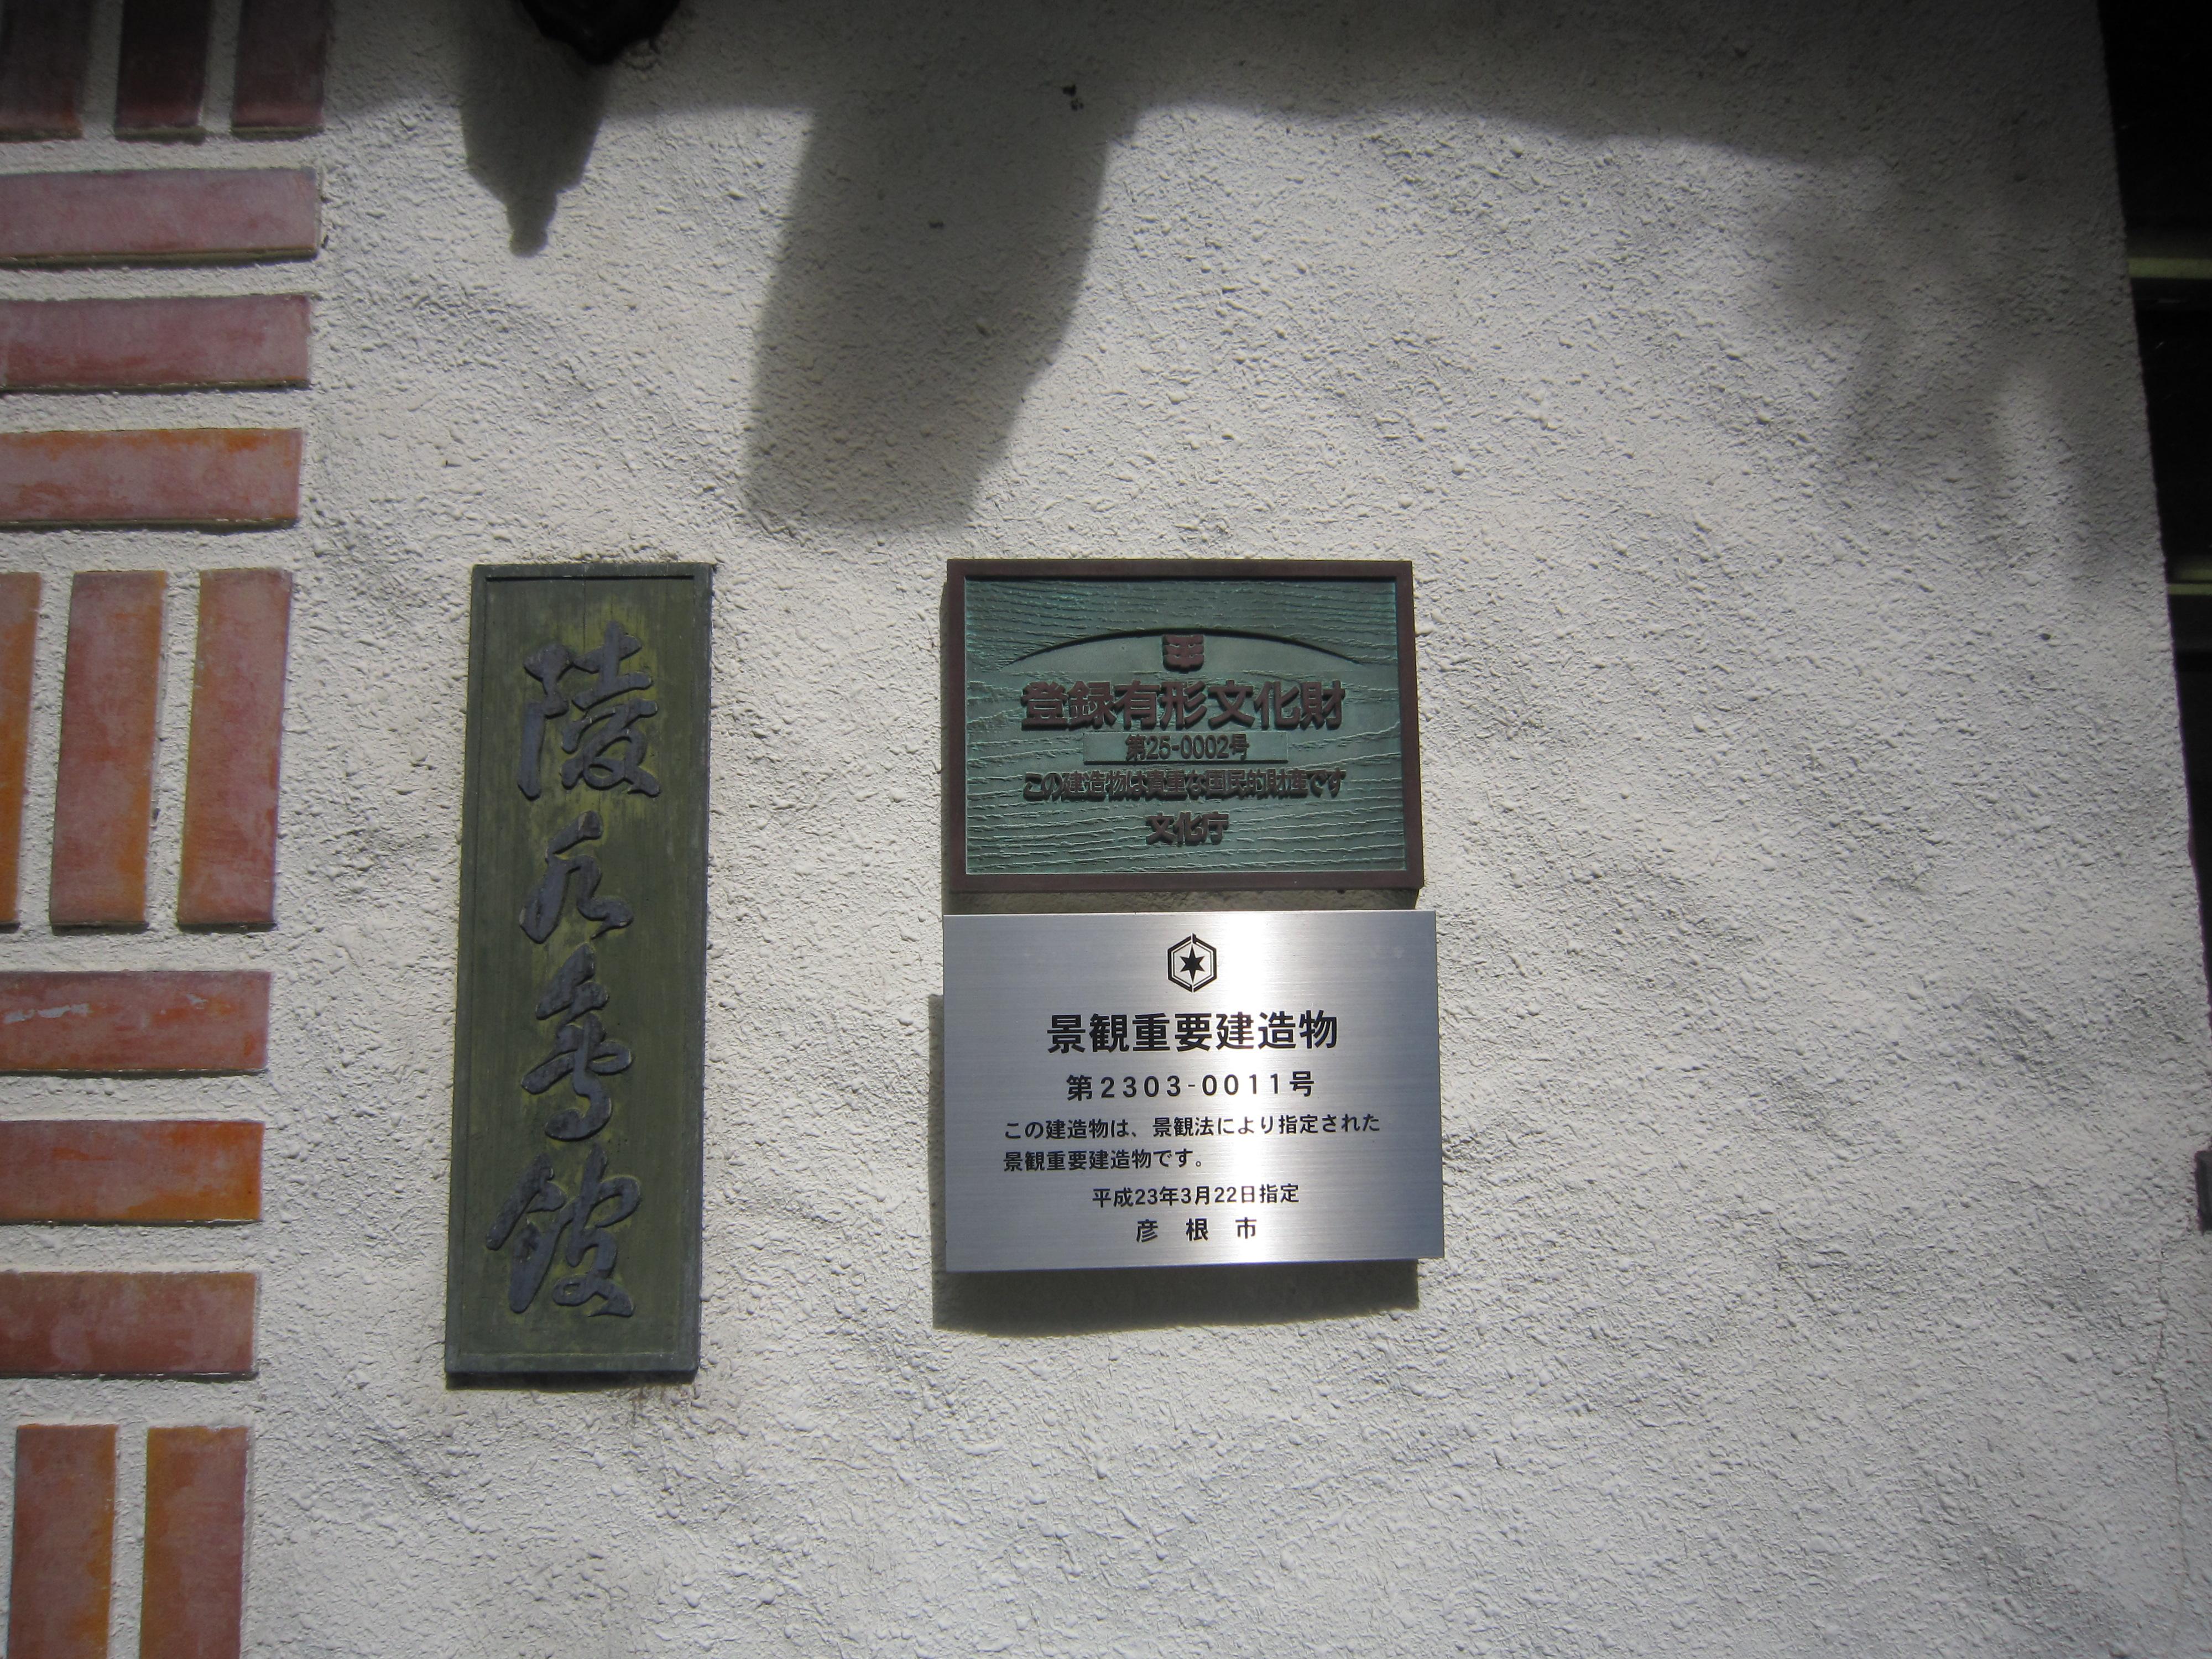 陵水會館
登録有形文化財
第25-0002号
この建造物は貴重な国民的財産です
文化庁
景観重要建造物
第2303-0011号
この建造物は、景観法により指定された
景観重要建造物です。
平成23年3月22日指定
彦根市